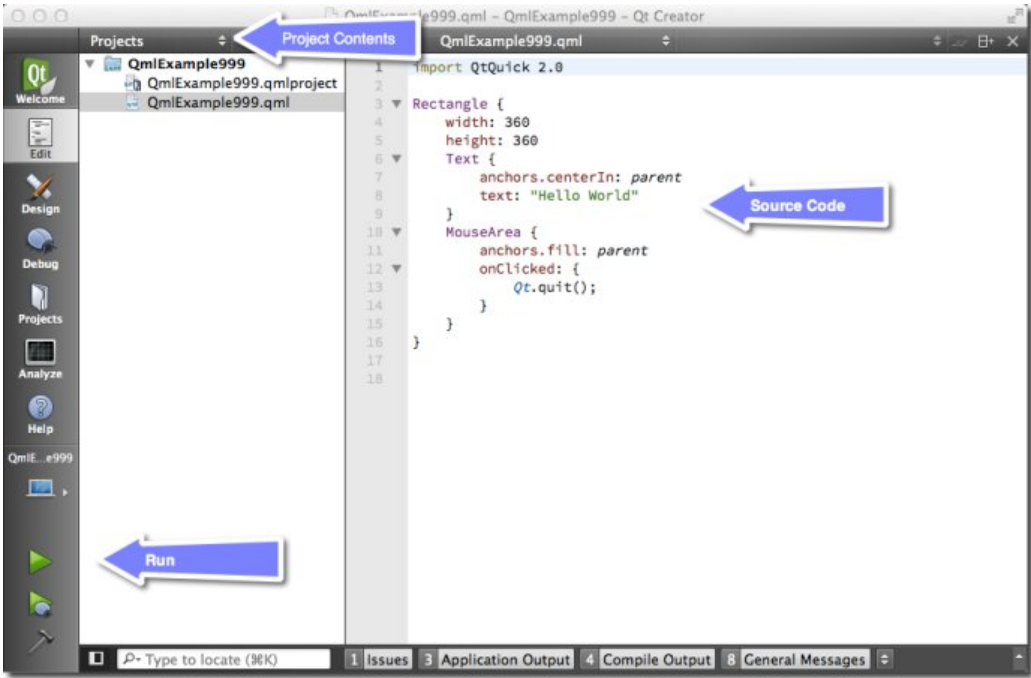 QmlExample999.qml – QmlExample999 – Qt Creator
Projects
Project Contents
QmlExample999.qml
Welcome
Edit
Design
Debug
Projects
Analyze
Help
QmlE...e999
QmlExample999
QmlExample999.qmlproject
QmlExample999.qml
1 import QtQuick 2.0
2
3 Rectangle {
4 width: 360
5 height: 360
6 Text {
7 anchors.centerIn: parent
8 text: "Hello World"
9 }
10 MouseArea {
11 anchors.fill: parent
12 onClicked: {
13 Qt.quit();
14 }
15 }
16 }
17
18
Source Code
Run
Type to locate (⌘K)
1 Issues 3 Application Output 4 Compile Output 8 General Messages